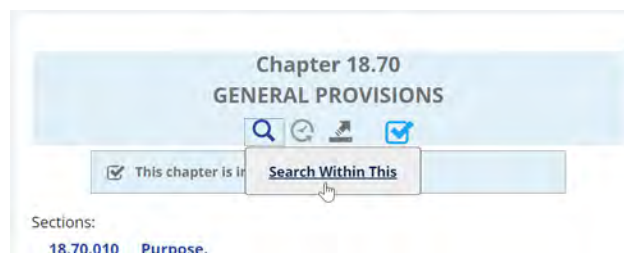 Chapter 18.70
GENERAL PROVISIONS
This chapter is in
Search Within This
Sections:
18.70.010 Purpose.